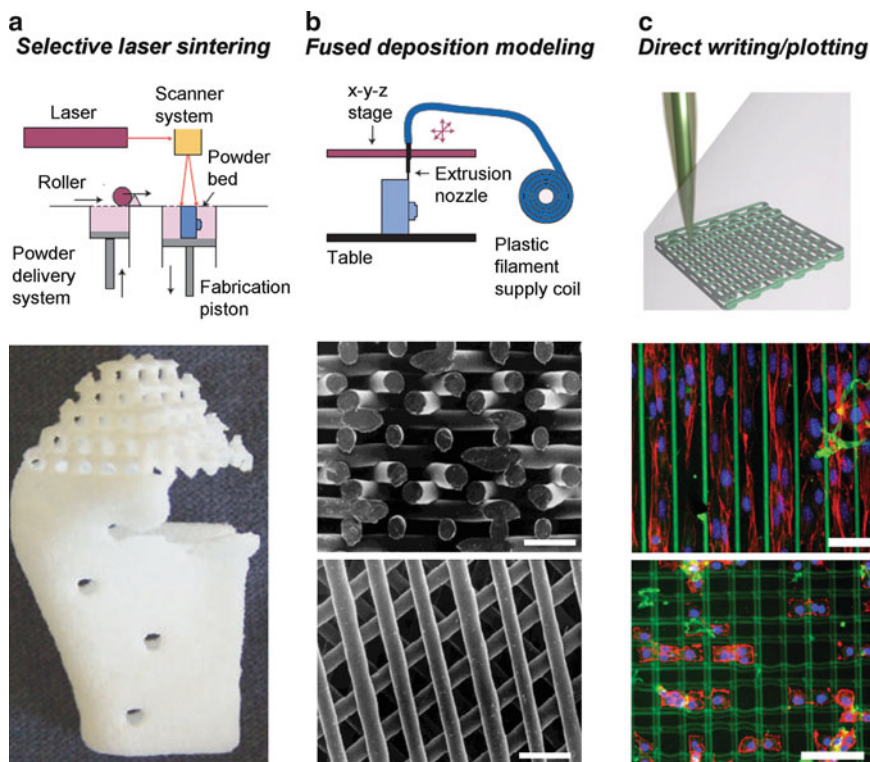 a
Selective laser sintering
Laser
Scanner
system
Roller
Powder
bed
Powder
delivery
system
Fabrication
piston
b
Fused deposition modeling
x-y-z
stage
Extrusion
nozzle
Table
Plastic
filament
supply coil
c
Direct writing/plotting